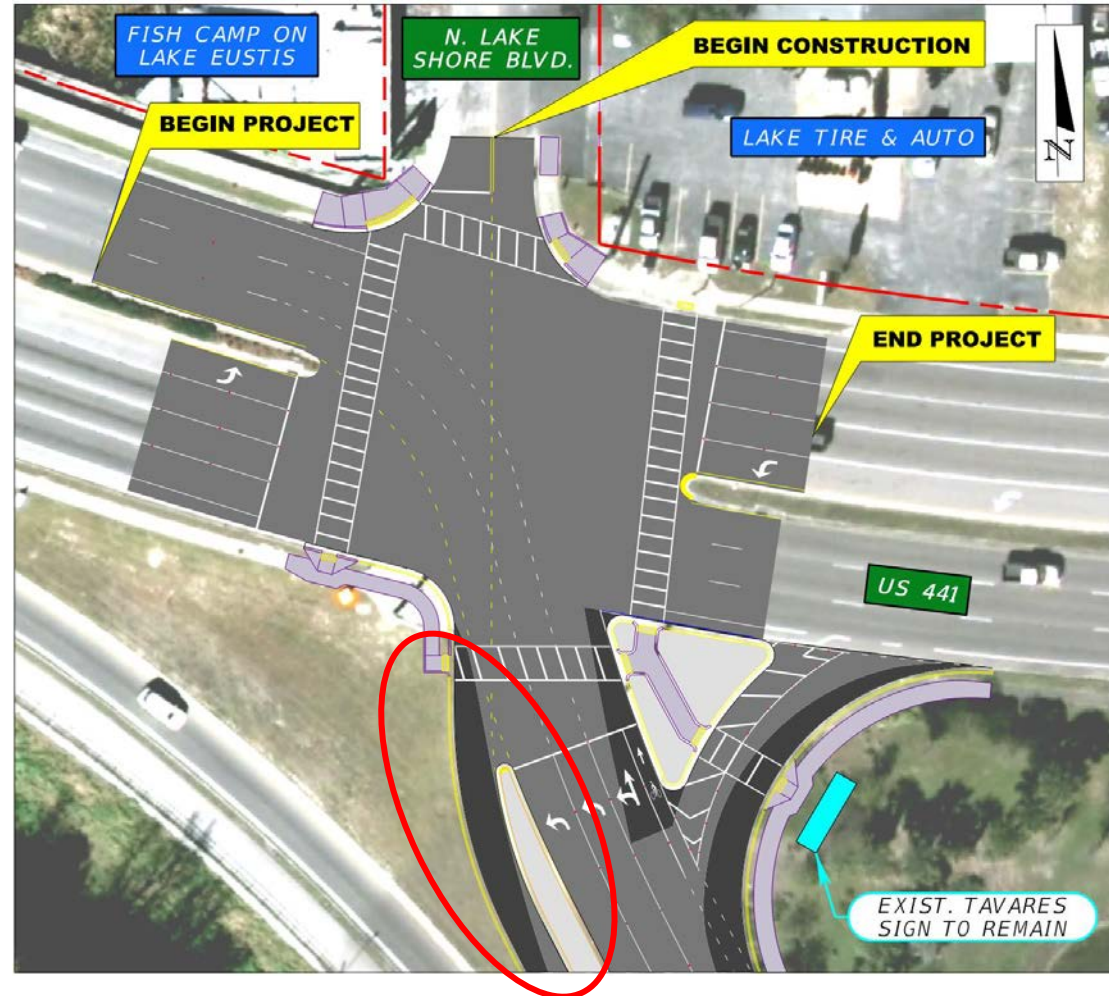 FISH CAMP ON
LAKE EUSTIS
N. LAKE
SHORE BLVD.
BEGIN CONSTRUCTION
BEGIN PROJECT
LAKE TIRE & AUTO
N
END PROJECT
US 441
EXIST. TAVARES
SIGN TO REMAIN